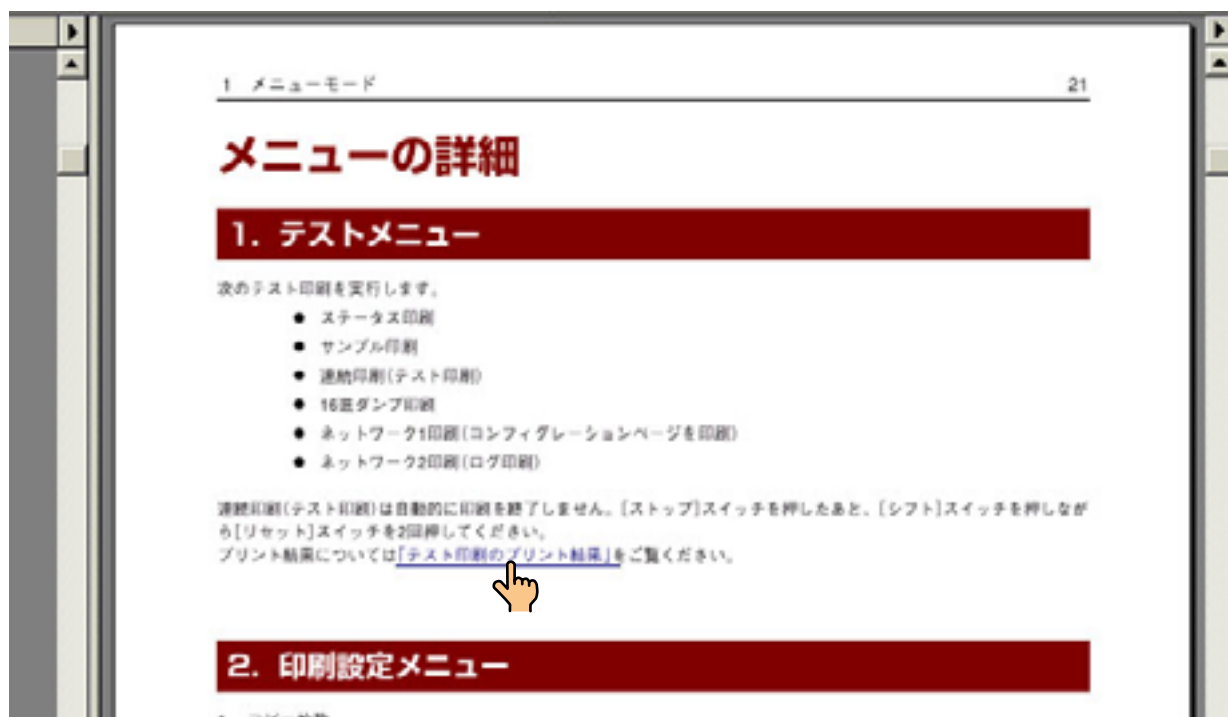 1 メニューモード 21
メニューの詳細
1. テストメニュー
次のテスト印刷を実行します。
● ステータス印刷
● サンプル印刷
● 連続印刷(テスト印刷)
● 16進ダンプ印刷
● ネットワーク1印刷(コンフィグレーションページを印刷)
● ネットワーク2印刷(ログ印刷)
連続印刷(テスト印刷)は自動的に印刷を終了しません。[ストップ]スイッチを押したあと、[シフト]スイッチを押しなが
ら[リセット]スイッチを2回押してください。
プリント結果については「テスト印刷のプリント結果」をご覧ください。
2. 印刷設定メニュー